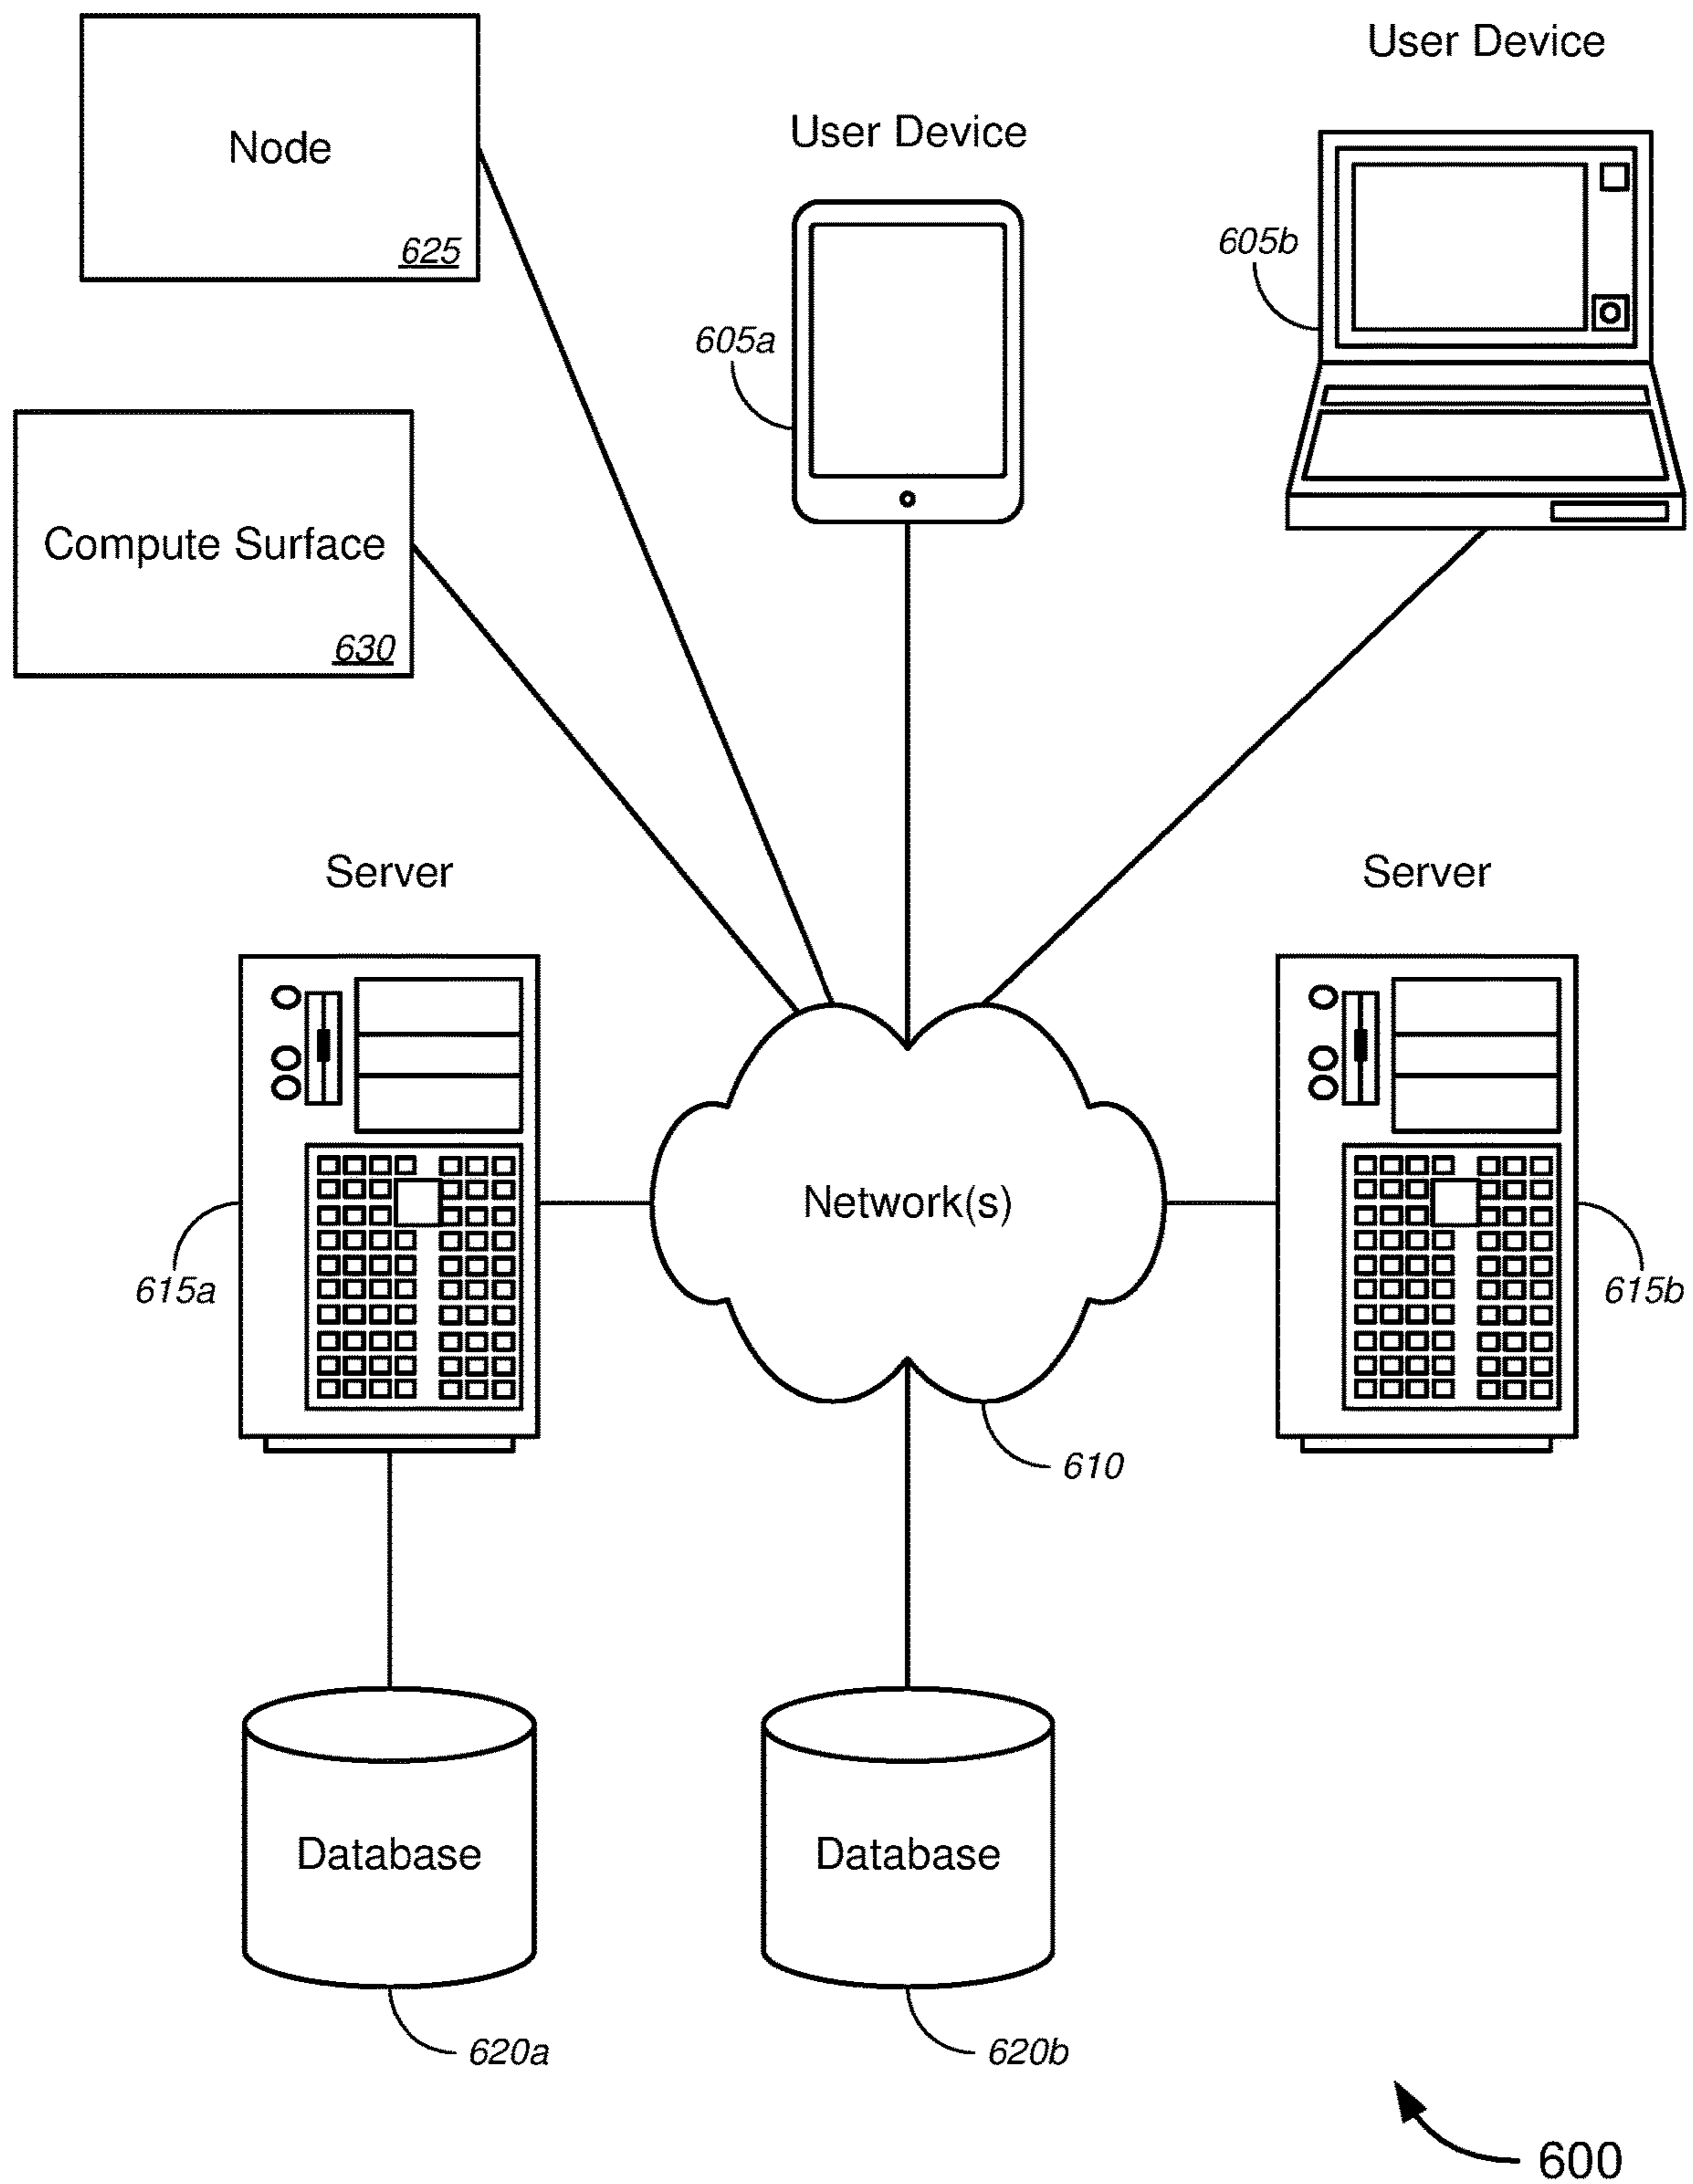 User Device
User Device
Node
625
605a
605b
Compute Surface
630
Server
Server
Network(s)
615a
615b
610
Database
Database
620a
620b
600